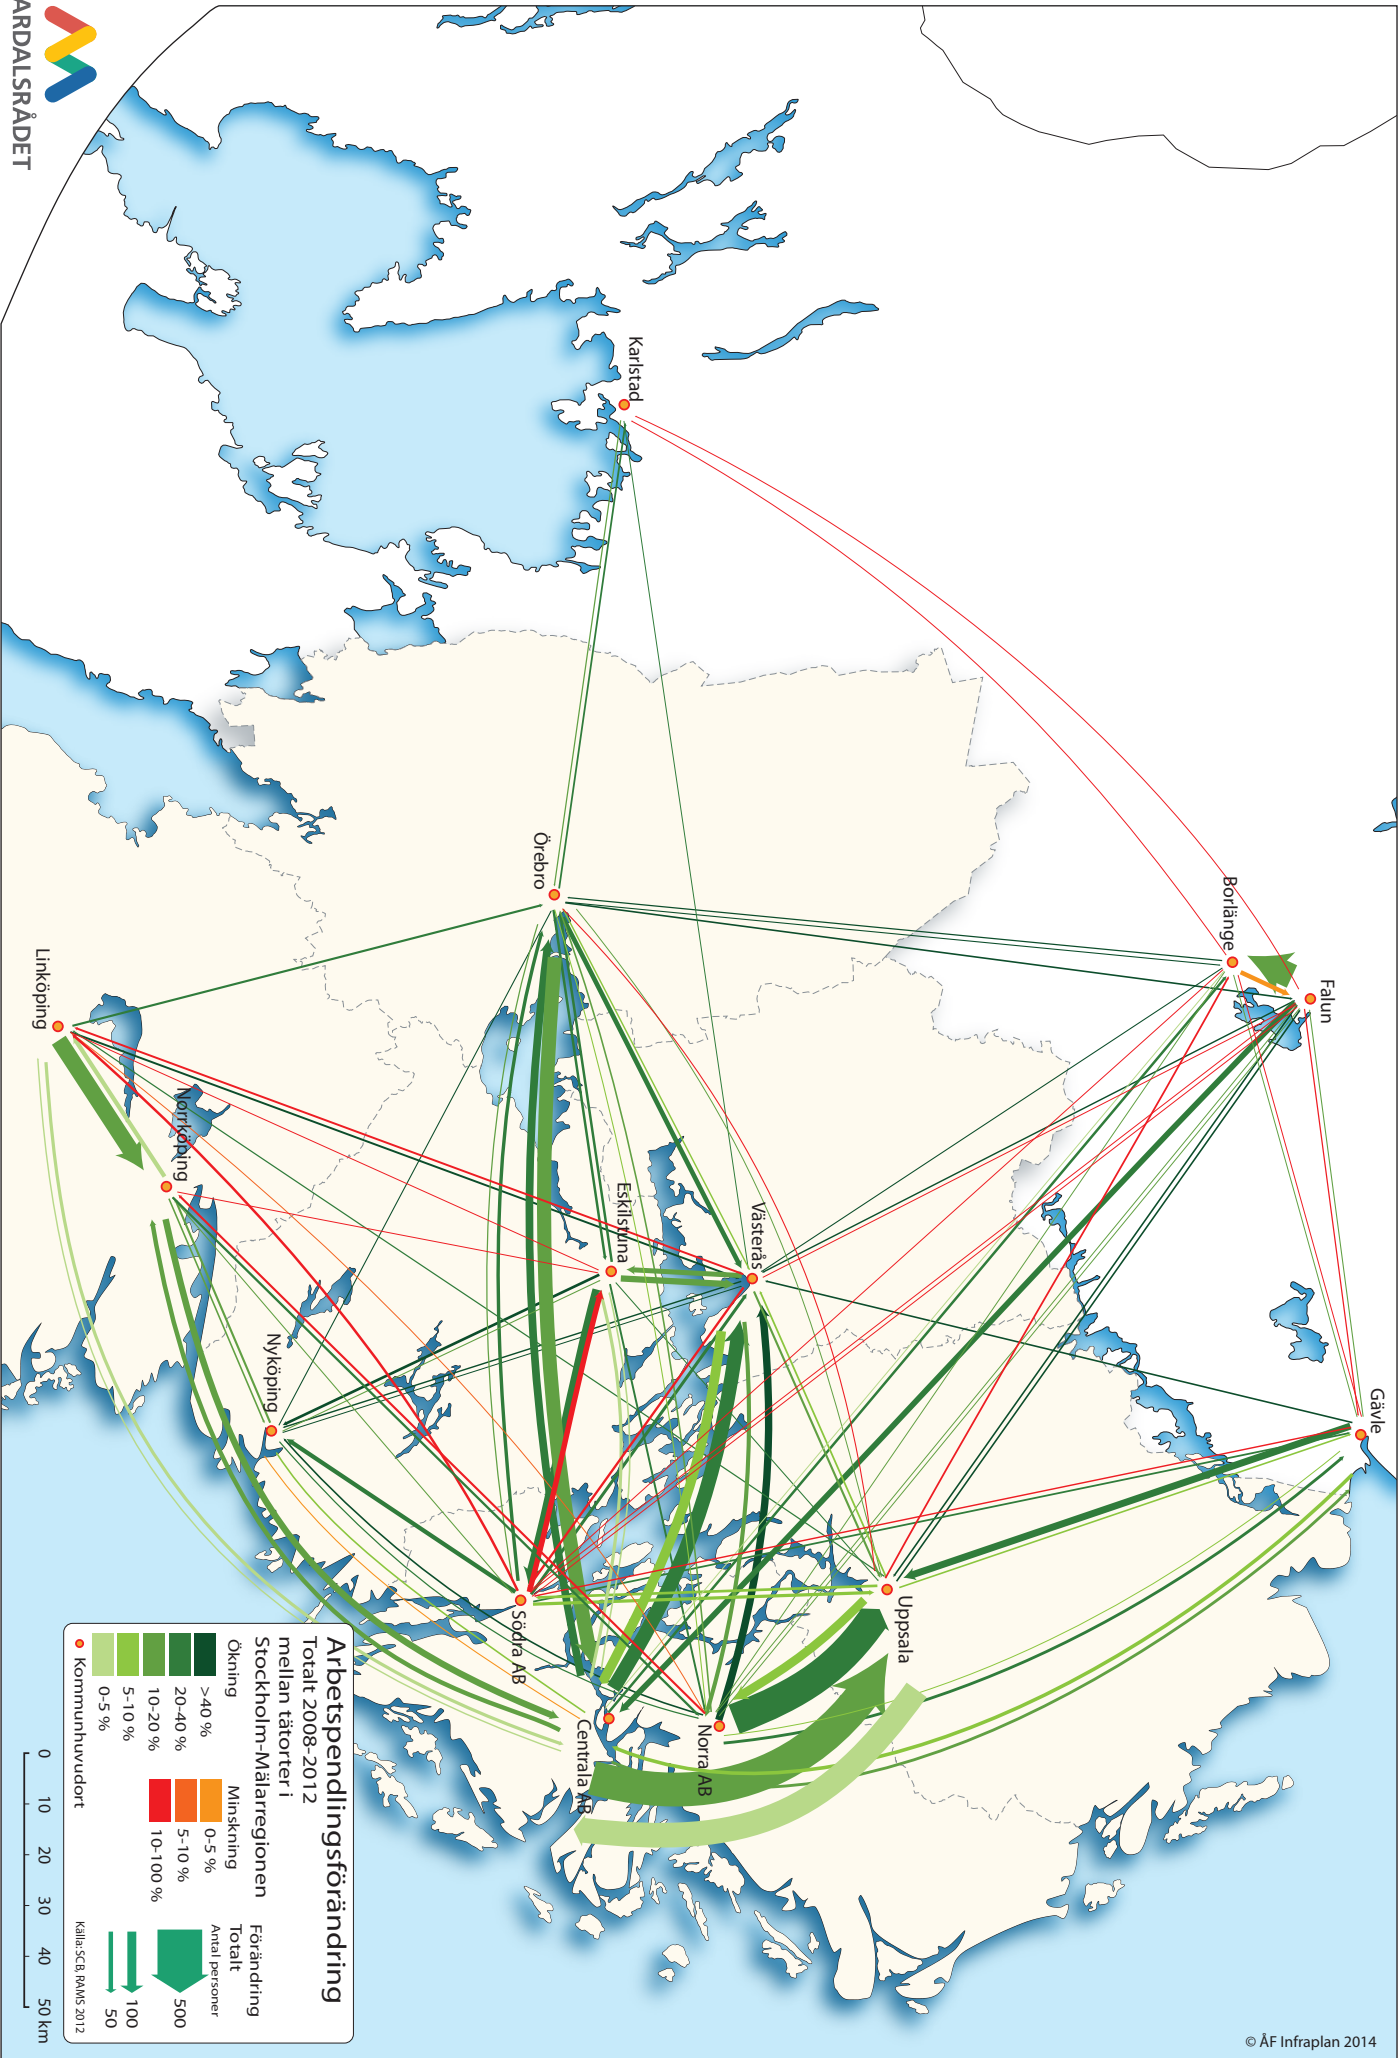 ARDALSRÅDET
Karlstad
Borlänge
Falun
Gävle
Örebro
Västerås
Eskilstuna
Uppsala
Linköping
Norrköping
Nyköping
Södra AB
Centrala AB
Norra AB
Arbetspendlingsförändring
Totalt 2008-2012
mellan tätorter i
Stockholm-Mälarregionen
Ökning
>40 %
20-40 %
10-20 %
5-10 %
0-5 %
Minskning
0-5 %
5-10 %
10-100 %
Förändring
Totalt
Antal personer
500
100
50
Kommunhuvudort
Källa:SCB, RAMS 2012
0 10 20 30 40 50 km
© ÅF Infraplan 2014